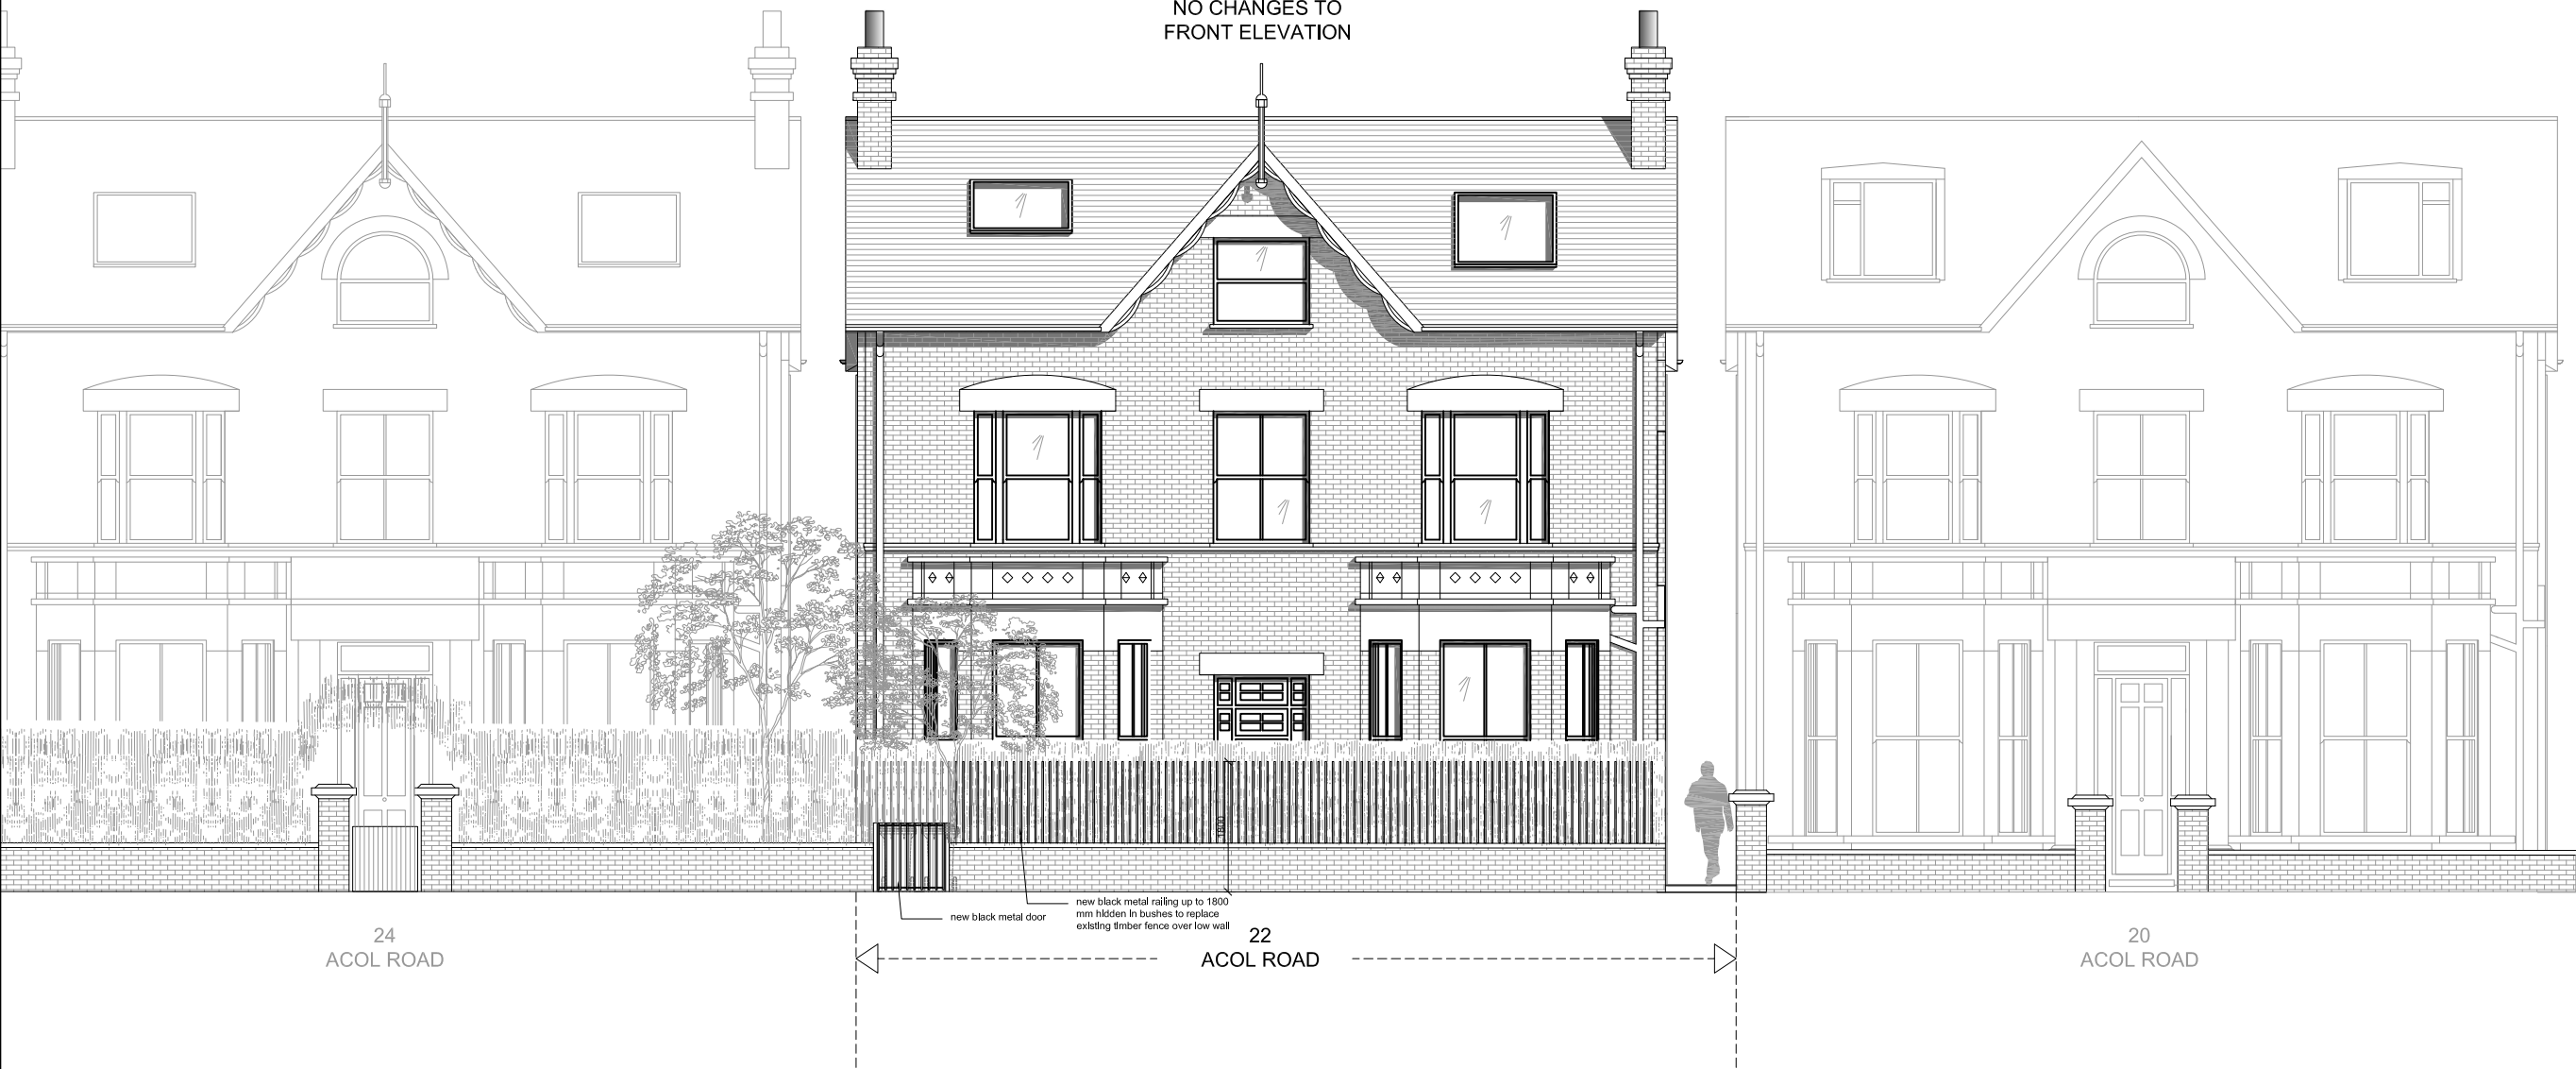 NO CHANGES TO
FRONT ELEVATION
1800
new black metal door
new black metal railing up to 1800
mm hidden in bushes to replace
existing timber fence over low wall
24
ACOL ROAD
22
ACOL ROAD
20
ACOL ROAD